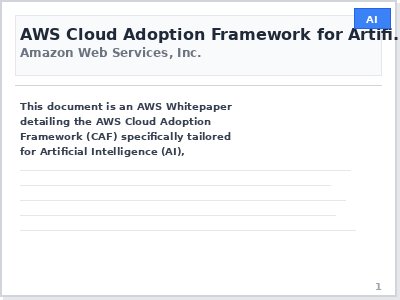 AI
AWS Cloud Adoption Framework for Artifi...
Amazon Web Services, Inc.
This document is an AWS Whitepaper
detailing the AWS Cloud Adoption
Framework (CAF) specifically tailored
for Artificial Intelligence (AI),
1